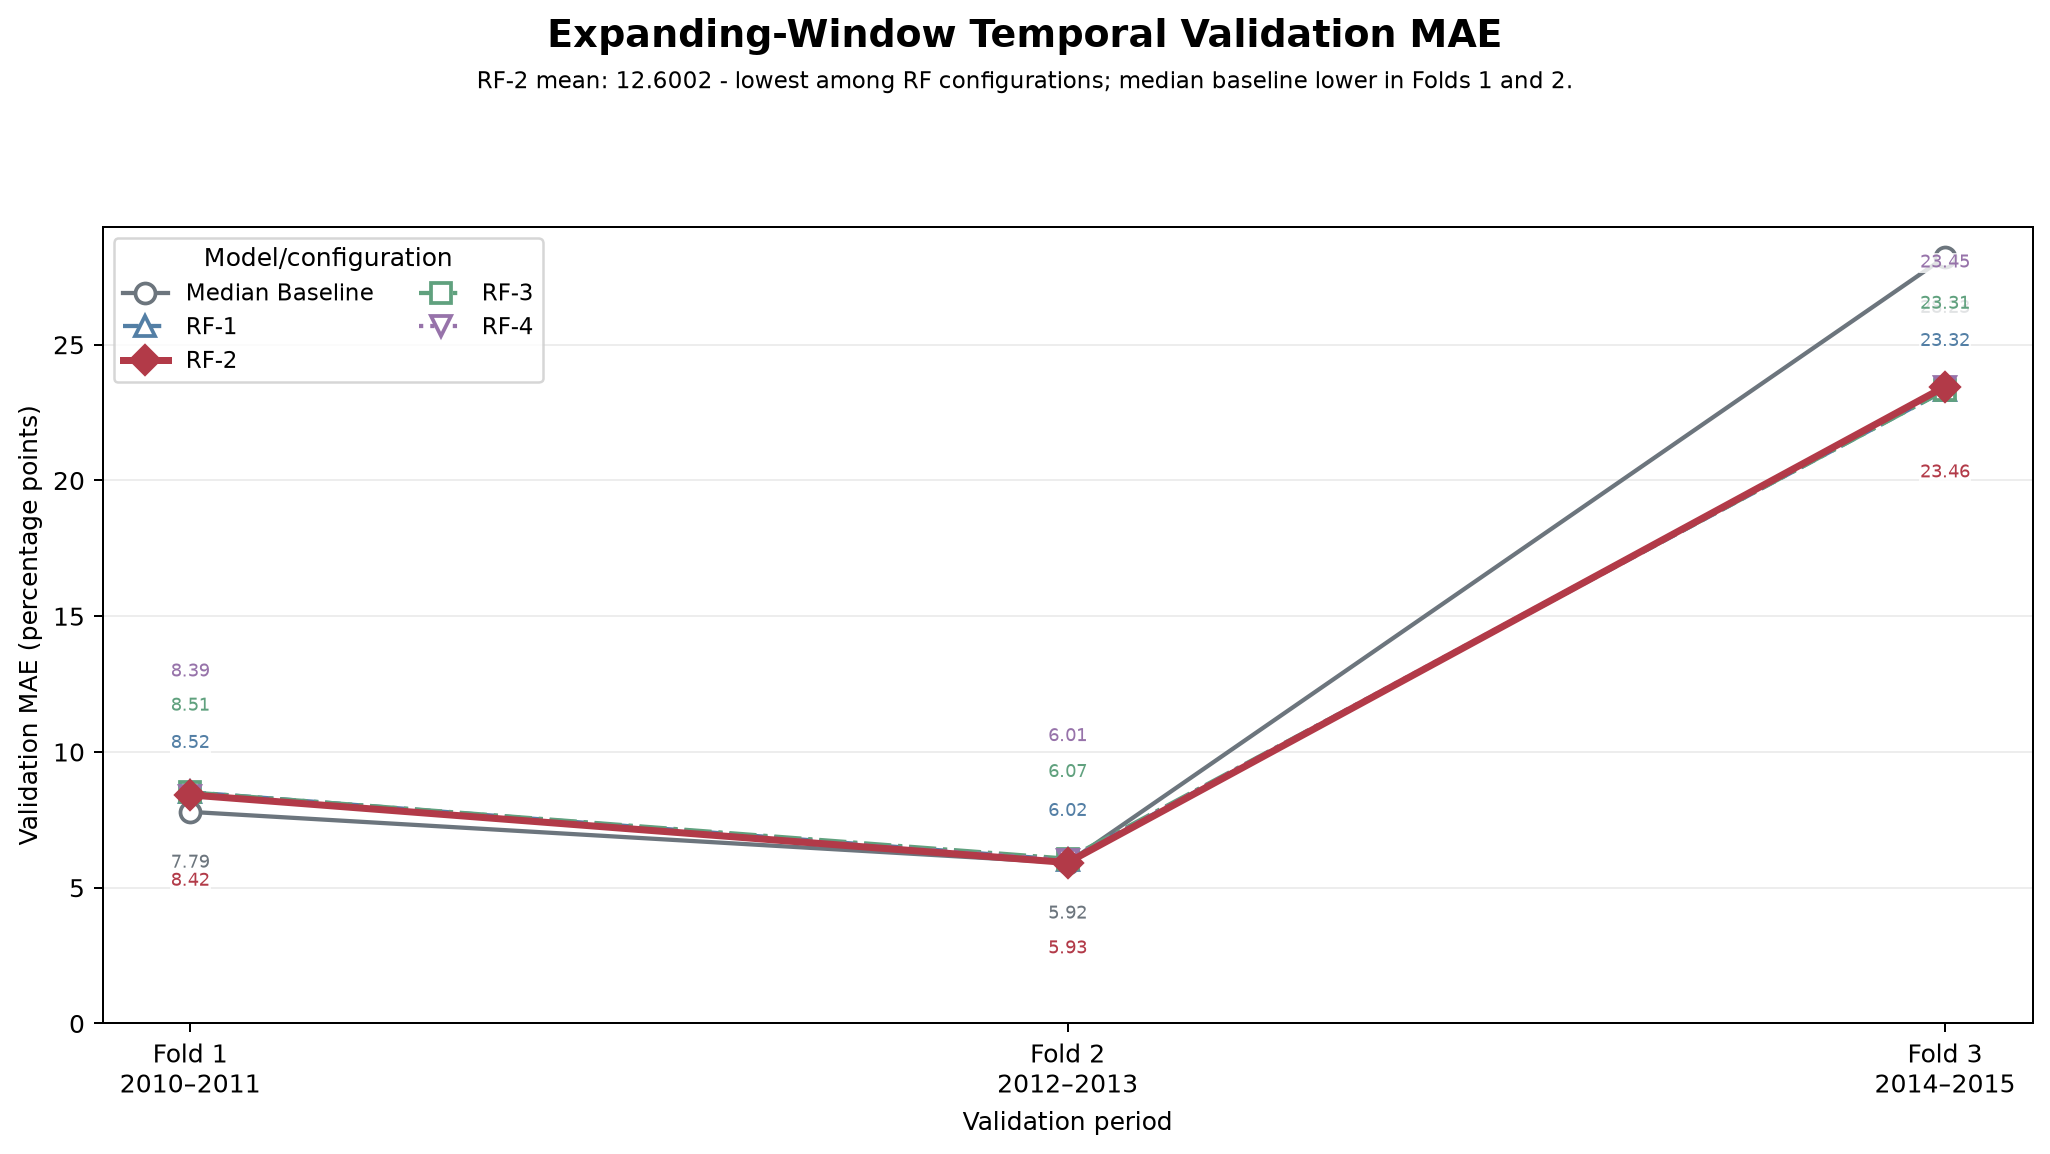 Expanding-Window Temporal Validation MAE
RF-2 mean: 12.6002 - lowest among RF configurations; median baseline lower in Folds 1 and 2.
Model/configuration
Median Baseline
RF-1
RF-2
RF-3
RF-4
Validation MAE (percentage points)
25
20
15
10
5
0
8.39
8.51
8.52
7.79
8.42
6.01
6.07
6.02
5.92
5.93
23.45
23.31
23.32
23.46
Fold 1
2010–2011
Fold 2
2012–2013
Fold 3
2014–2015
Validation period